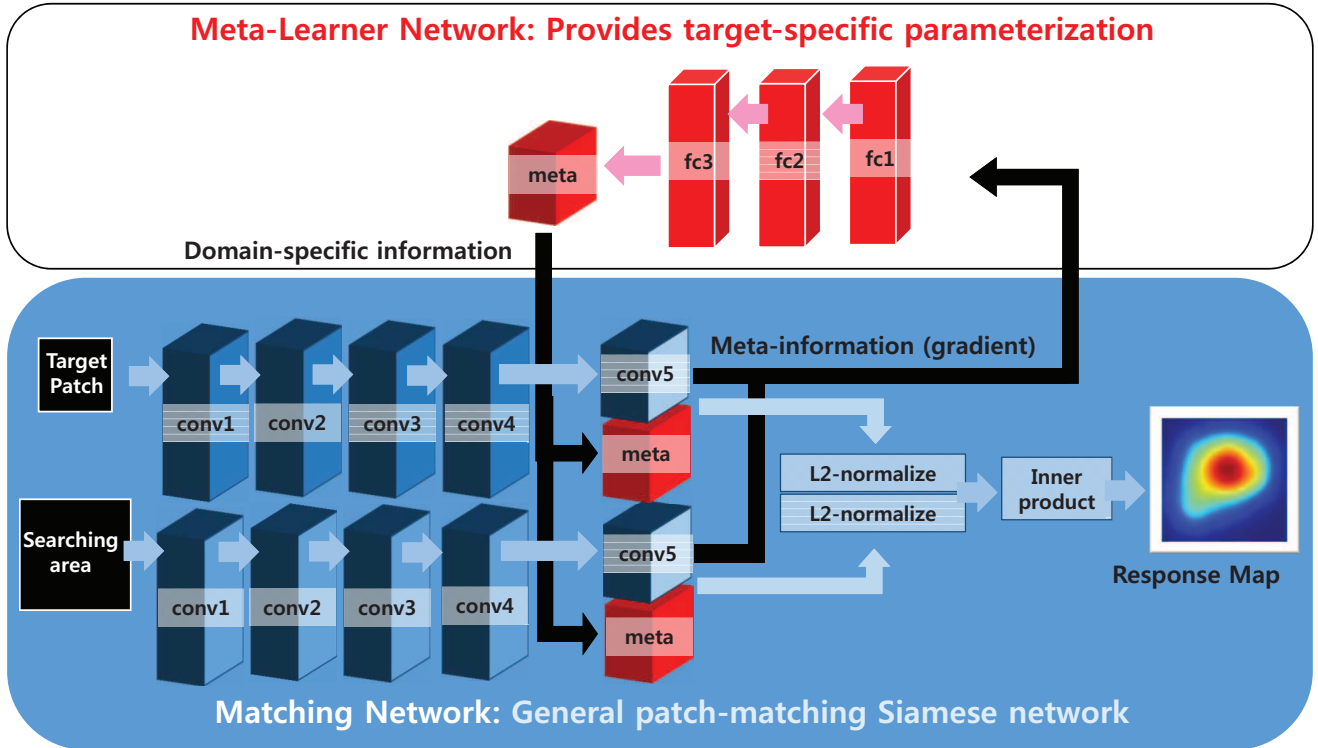 Meta-Learner Network: Provides target-specific parameterization
meta
fc3
fc2
fc1
Domain-specific information
Target
Patch
conv1
conv2
conv3
conv4
conv5
meta
Meta-information (gradient)
L2-normalize
L2-normalize
Inner
product
Response Map
Searching
area
conv1
conv2
conv3
conv4
conv5
meta
Matching Network: General patch-matching Siamese network